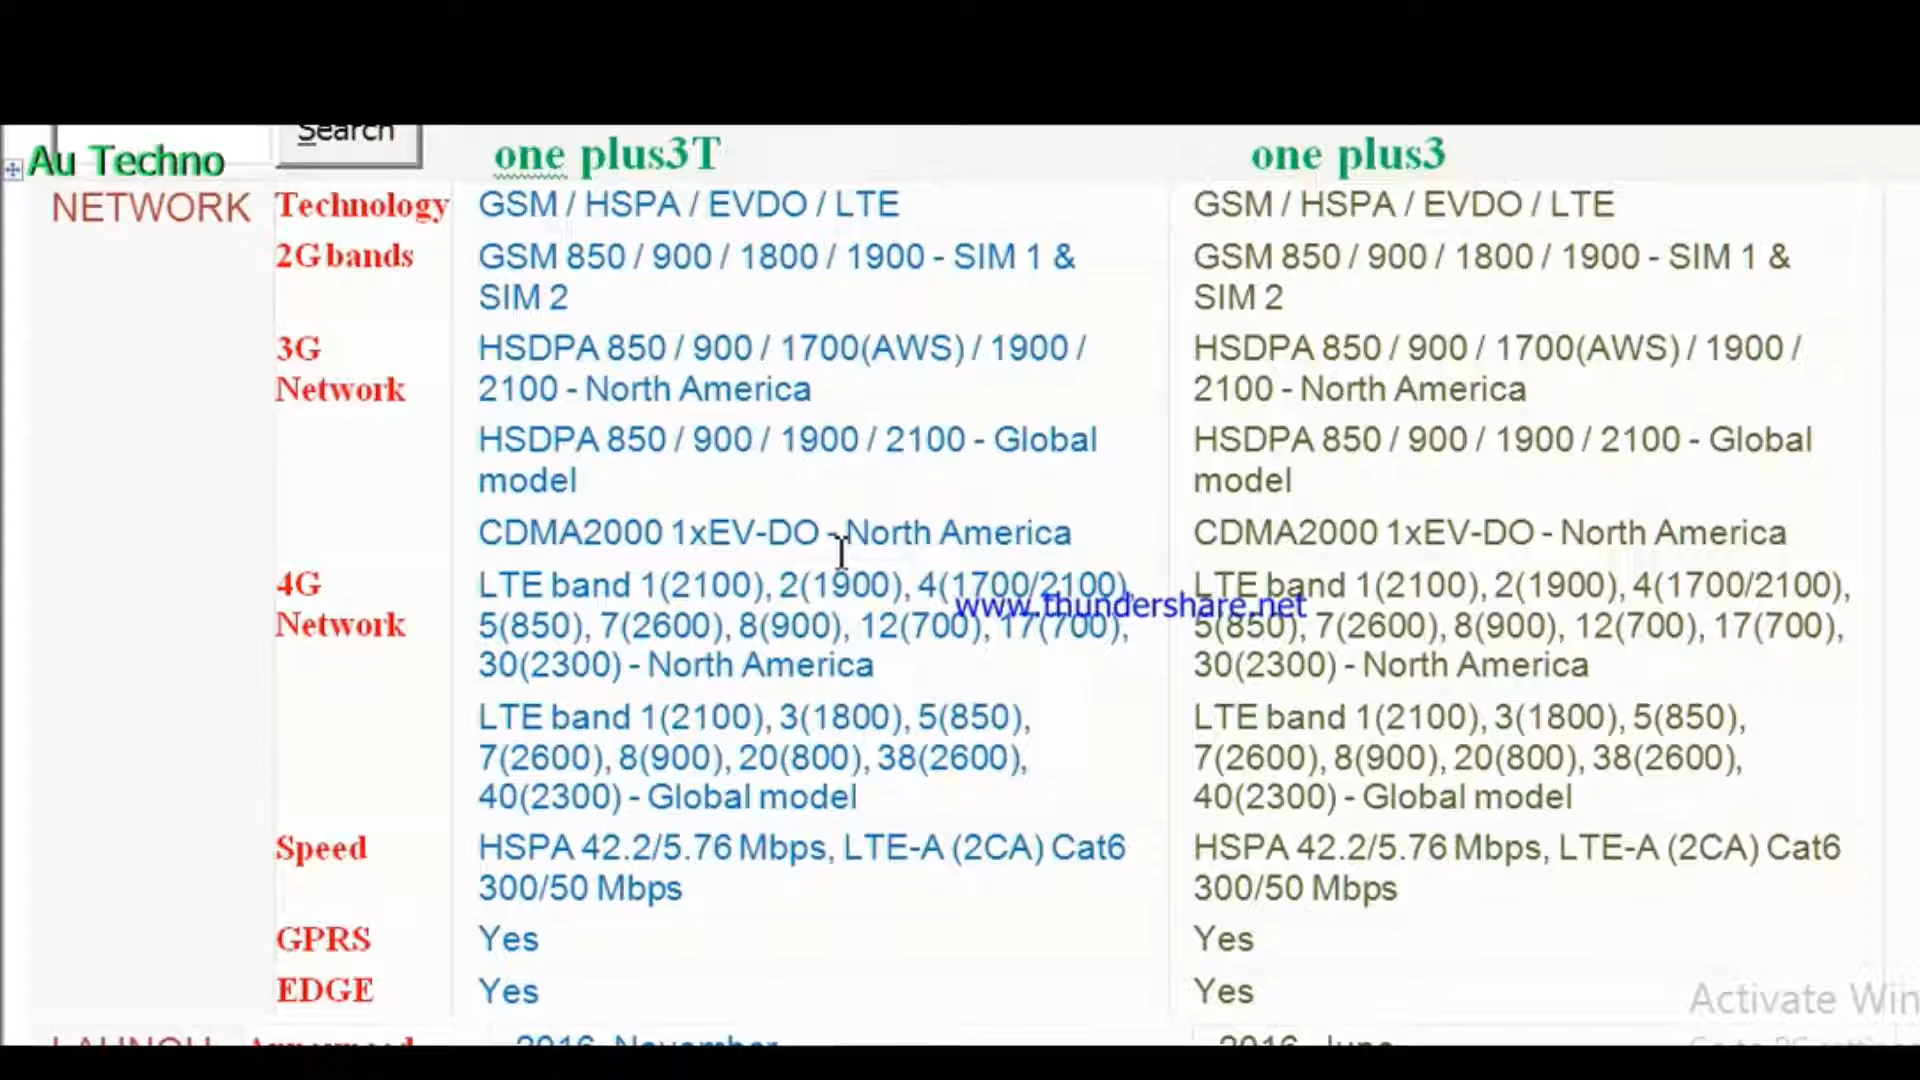 Search
Au Techno
one plus3T
one plus3
NETWORK
Technology
GSM / HSPA / EVDO / LTE
GSM / HSPA / EVDO / LTE
2G bands
GSM 850 / 900 / 1800 / 1900 - SIM 1 &
SIM 2
GSM 850 / 900 / 1800 / 1900 - SIM 1 &
SIM 2
3G
Network
HSDPA 850 / 900 / 1700(AWS) / 1900 /
2100 - North America
HSDPA 850 / 900 / 1700(AWS) / 1900 /
2100 - North America
HSDPA 850 / 900 / 1900 / 2100 - Global
model
HSDPA 850 / 900 / 1900 / 2100 - Global
model
CDMA2000 1xEV-DO - North America
CDMA2000 1xEV-DO - North America
4G
Network
LTE band 1(2100), 2(1900), 4(1700/2100),
5(850), 7(2600), 8(900), 12(700), 17(700),
30(2300) - North America
www.thundershare.net
LTE band 1(2100), 2(1900), 4(1700/2100),
5(850), 7(2600), 8(900), 12(700), 17(700),
30(2300) - North America
LTE band 1(2100), 3(1800), 5(850),
7(2600), 8(900), 20(800), 38(2600),
40(2300) - Global model
LTE band 1(2100), 3(1800), 5(850),
7(2600), 8(900), 20(800), 38(2600),
40(2300) - Global model
Speed
HSPA 42.2/5.76 Mbps, LTE-A (2CA) Cat6
300/50 Mbps
HSPA 42.2/5.76 Mbps, LTE-A (2CA) Cat6
300/50 Mbps
GPRS
Yes
Yes
EDGE
Yes
Yes
Activate Win
LAUNCH
2016, November
2016, June